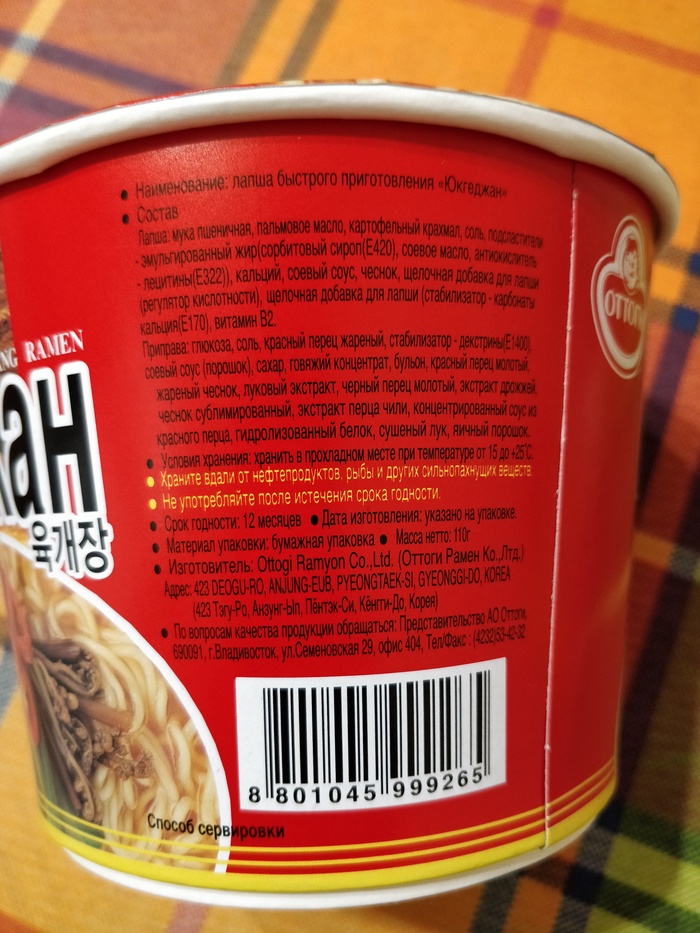 • Наименование: лапша быстрого приготовления «Юкгеджан»
• Состав
Лапша: мука пшеничная, пальмовое масло, картофельный крахмал, соль, подсластители
- эмульгированный жир(сорбитовый сироп(Е420), соевое масло, антиокислитель
- лецитины(Е322)), кальций, соевый соус, чеснок, щелочная добавка для лапши
(регулятор кислотности), щелочная добавка для лапши (стабилизатор - карбонаты
кальция(Е170), витамин В2.
Приправа: глюкоза, соль, красный перец жареный, стабилизатор - декстрины(Е1400),
соевый соус (порошок), сахар, говяжий концентрат, бульон, красный перец молотый,
жареный чеснок, луковый экстракт, черный перец молотый, экстракт дрожжей,
чеснок сублимированный, экстракт перца чили, концентрированный соус из
красного перца, гидролизованный белок, сушеный лук, яичный порошок.
• Условия хранения: хранить в прохладном месте при температуре от 15 до +25°С.
• Храните вдали от нефтепродуктов, рыбы и других сильнопахнущих веществ.
• Не употребляйте после истечения срока годности.
• Срок годности: 12 месяцев • Дата изготовления: указано на упаковке.
• Материал упаковки: бумажная упаковка • Масса нетто: 110г
• Изготовитель: Ottogi Ramyon Co.,Ltd. (Оттоги Рамен Ко.,Лтд.)
Адрес: 423 DEOGU-RO, ANJUNG-EUB, PYEONGTAEK-SI, GYEONGGI-DO, KOREA
(423 Тэгу-Ро, Анзунг-Ып, Пёнтэк-Си, Кёнгги-До, Корея)
• По вопросам качества продукции обращаться: Представительство АО Оттоги,
690091, г.Владивосток, ул.Семеновская 29, офис 404, Тел/Факс : (4232)53-42-32
8 801045 999265
RAMEN
육개장
Способ сервировки